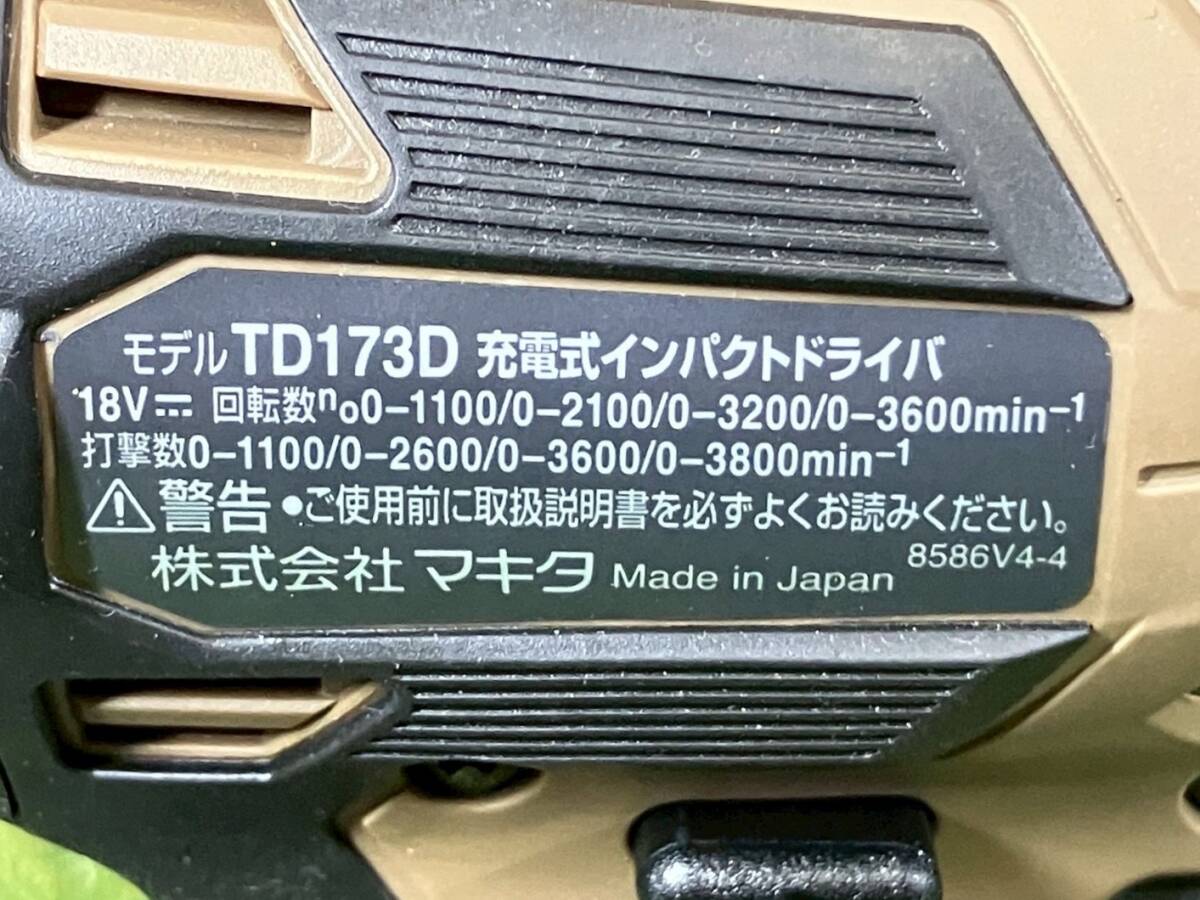 モデル TD173D 充電式インパクトドライバ
18V⎓ 回転数n₀0-1100/0-2100/0-3200/0-3600min⁻¹
打撃数0-1100/0-2600/0-3600/0-3800min⁻¹
⚠警告 •ご使用前に取扱説明書を必ずよくお読みください。
8586V4-4
株式会社 マキタ Made in Japan